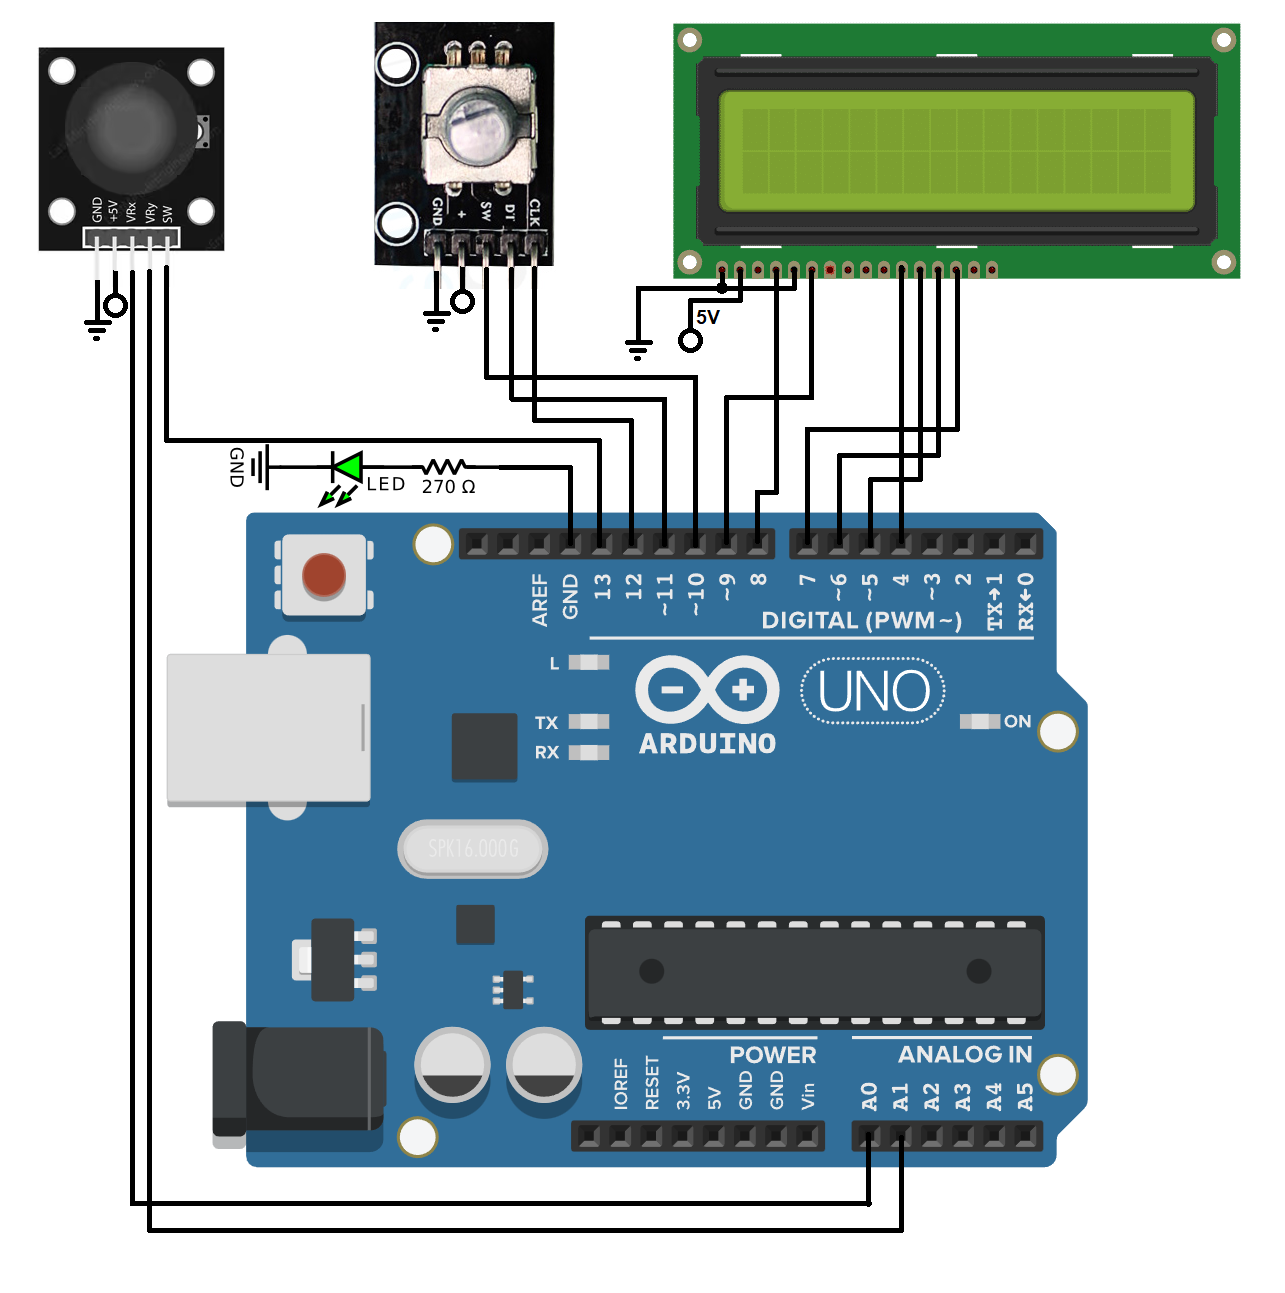 GND
+5V
VRx
VRy
SW
GND
+
SW
DT
CLK
5V
GND
LED
270 Ω
AREF
GND
13
12
~11
~10
~9
8
7
~6
~5
4
~3
2
TX→1
RX←0
DIGITAL (PWM~)
L
TX
RX
ARDUINO
UNO
ON
SPK16.000G
POWER
ANALOG IN
IOREF
RESET
3.3V
5V
GND
GND
Vin
A0
A1
A2
A3
A4
A5